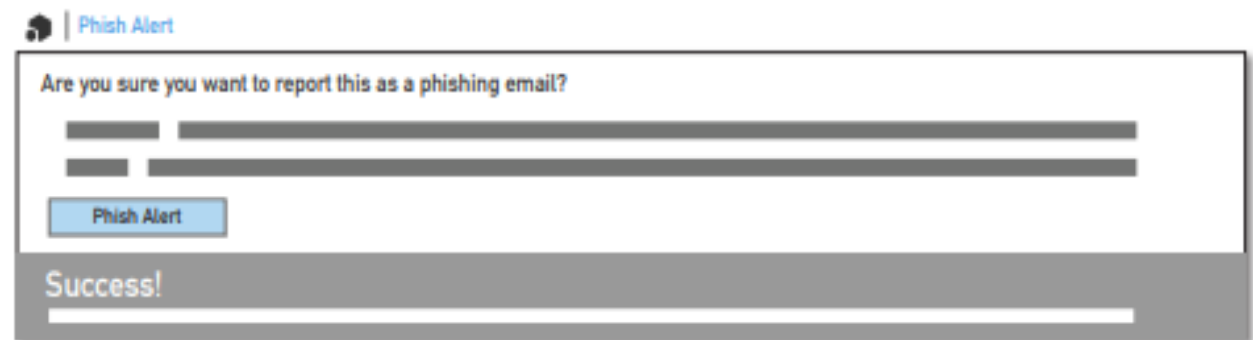 Phish Alert
Are you sure you want to report this as a phishing email?
Phish Alert
Success!